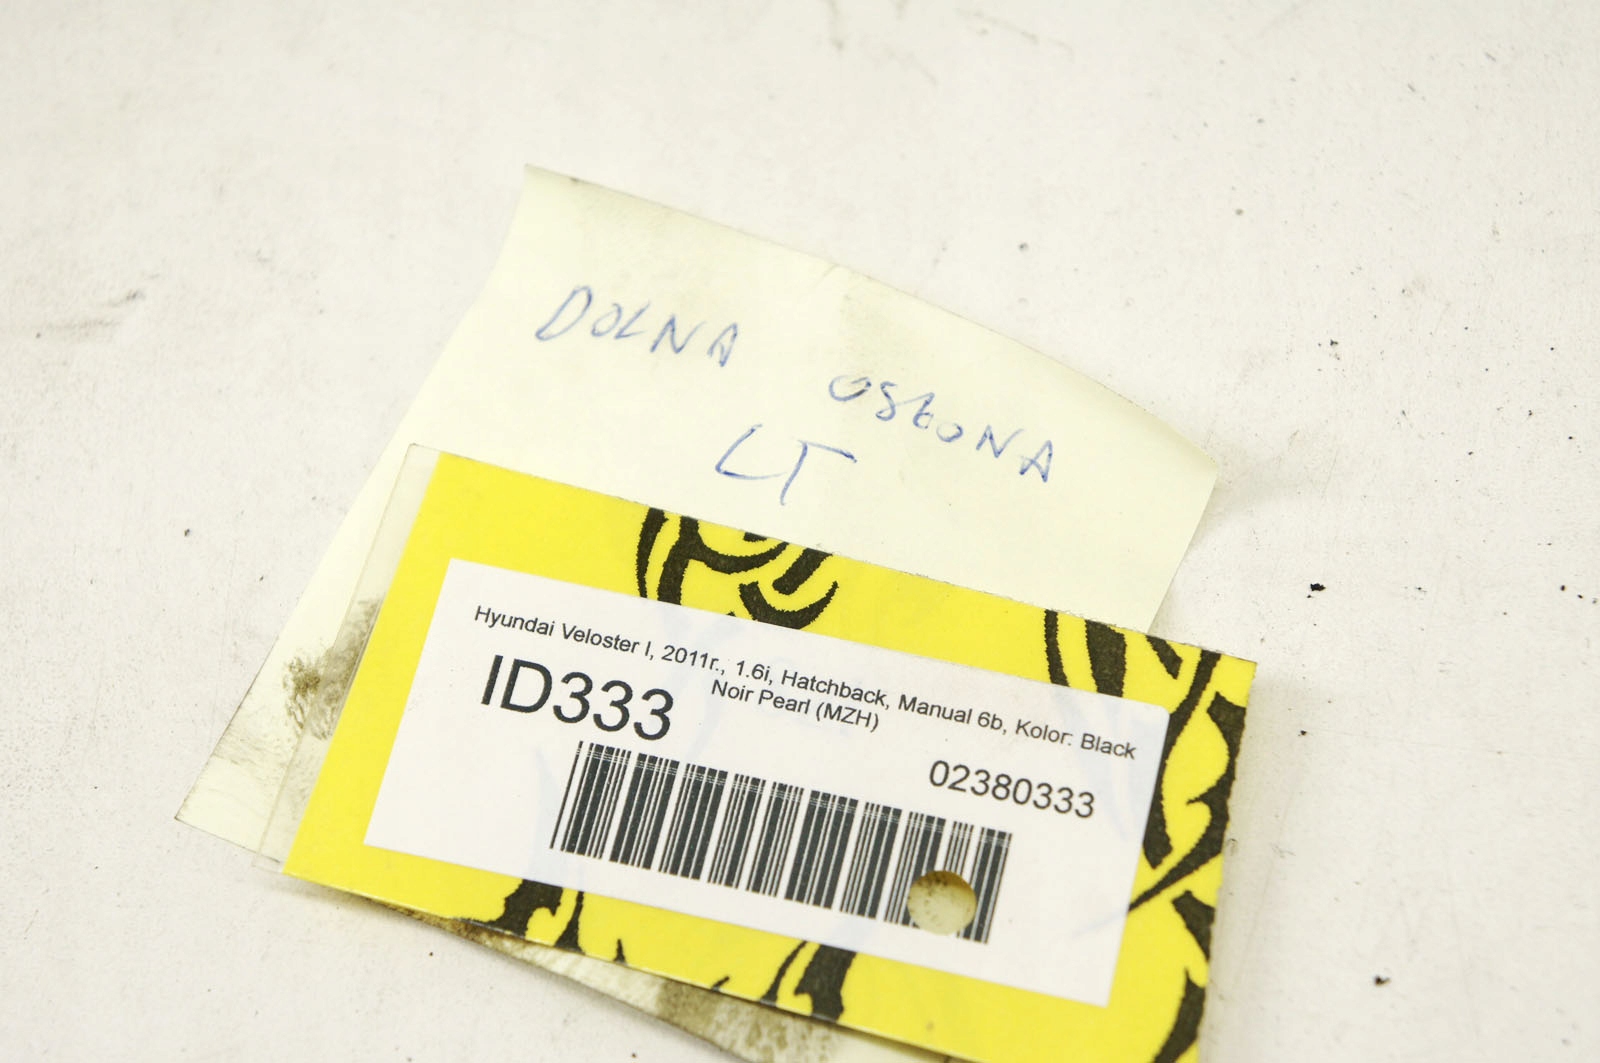 DOLNA OSŁONA
LT
Hyundai Veloster I, 2011r., 1.6i, Hatchback, Manual 6b, Kolor: Black
Noir Pearl (MZH)
ID333
02380333